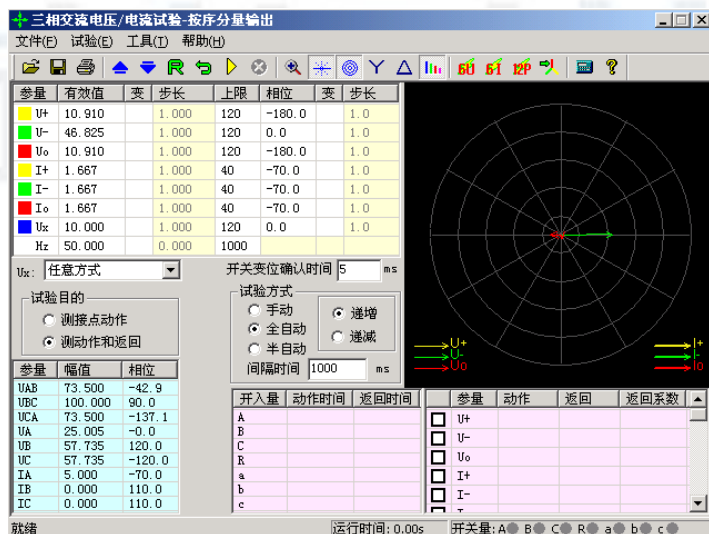 三相交流电压/电流试验-按序分量输出
文件(F) 试验(E) 工具(T) 帮助(H)
6U 6I 12P
参量 有效值 变 步长 上限 相位 变 步长
U+ 10.910 1.000 120 -180.0 1.0
U- 46.825 1.000 120 0.0 1.0
Uo 10.910 1.000 120 -180.0 1.0
I+ 1.667 1.000 40 -70.0 1.0
I- 1.667 1.000 40 -70.0 1.0
Io 1.667 1.000 40 -70.0 1.0
Ux 10.000 1.000 120 0.0 1.0
Hz 50.000 0.000 1000
Ux: 任意方式 开关变位确认时间 5 ms
试验目的
测接点动作
测动作和返回
试验方式
手动
全自动
半自动
递增
递减
间隔时间 1000 ms
U+
U-
Uo
I+
I-
Io
参量 幅值 相位
UAB 73.500 -42.9
UBC 100.000 90.0
UCA 73.500 -137.1
UA 25.005 -0.0
UB 57.735 120.0
UC 57.735 -120.0
IA 5.000 -70.0
IB 0.000 110.0
IC 0.000 110.0
开入量 动作时间 返回时间
A
B
C
R
a
b
c
参量 动作 返回 返回系数
U+
U-
Uo
I+
I-
就绪 运行时间: 0.00s 开关量: A B C R a b c